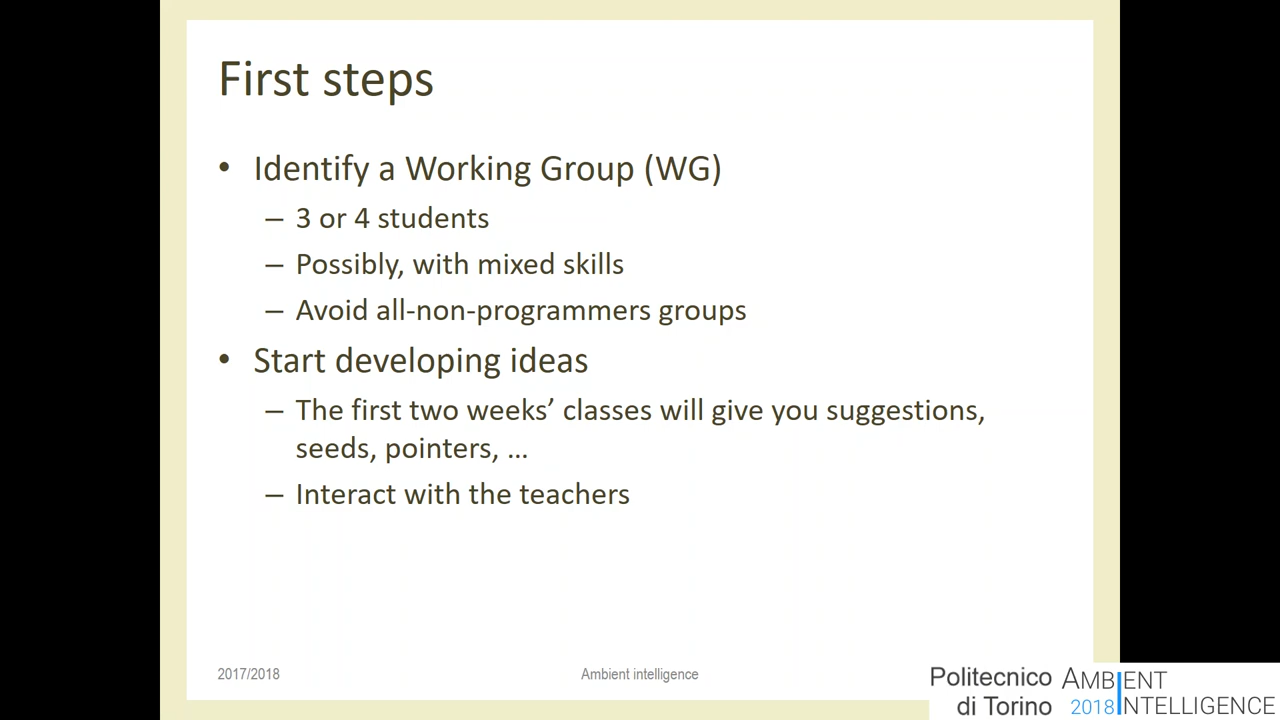 First steps
• Identify a Working Group (WG)
– 3 or 4 students
– Possibly, with mixed skills
– Avoid all-non-programmers groups
• Start developing ideas
– The first two weeks’ classes will give you suggestions,
seeds, pointers, …
– Interact with the teachers
2017/2018
Ambient intelligence
Politecnico
di Torino
AMBIENT
2018 INTELLIGENCE